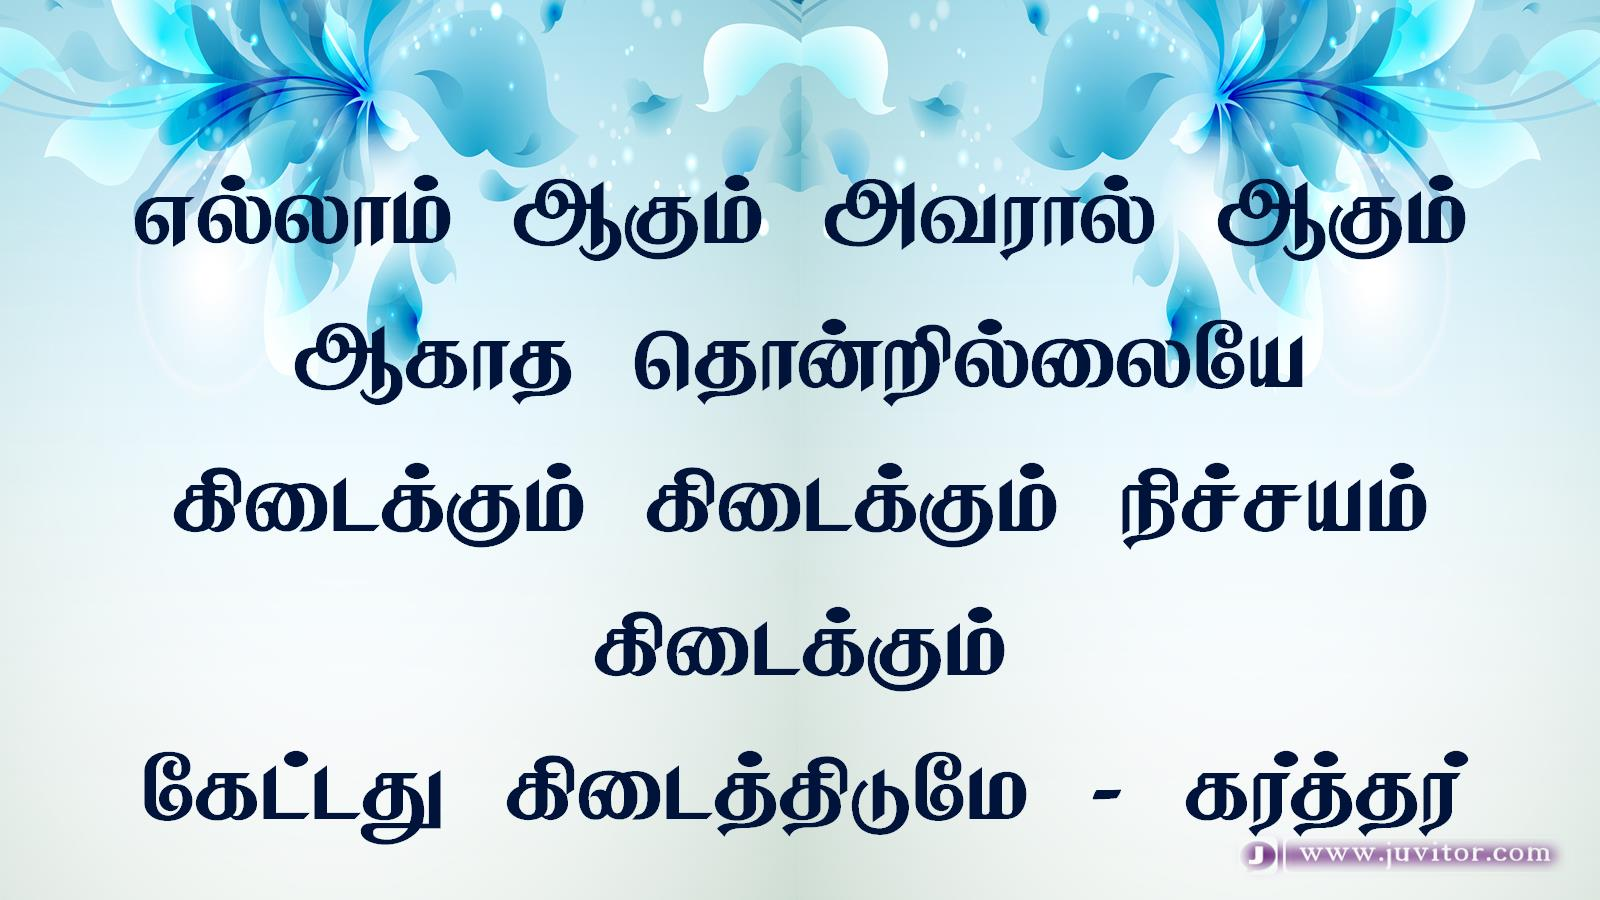 எல்லாம் ஆகும் அவரால் ஆகும்
ஆகாத தொன்றில்லையே
கிடைக்கும் கிடைக்கும் நிச்சயம்
கிடைக்கும்
கேட்டது கிடைத்திடுமே - கர்த்தர்
J www.juvitor.com